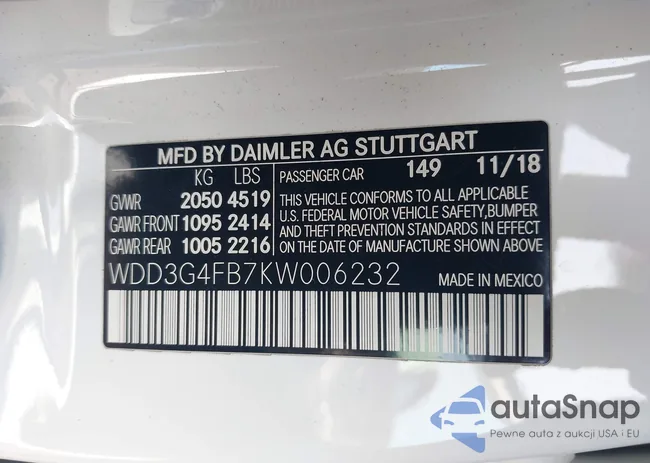 MFD BY DAIMLER AG STUTTGART
KG LBS
GVWR 2050 4519
GAWR FRONT 1095 2414
GAWR REAR 1005 2216
PASSENGER CAR 149 11/18
THIS VEHICLE CONFORMS TO ALL APPLICABLE
U.S. FEDERAL MOTOR VEHICLE SAFETY,BUMPER
AND THEFT PREVENTION STANDARDS IN EFFECT
ON THE DATE OF MANUFACTURE SHOWN ABOVE.
WDD3G4FB7KW006232
MADE IN MEXICO
autaSnap
Pewne auta z aukcji USA i EU